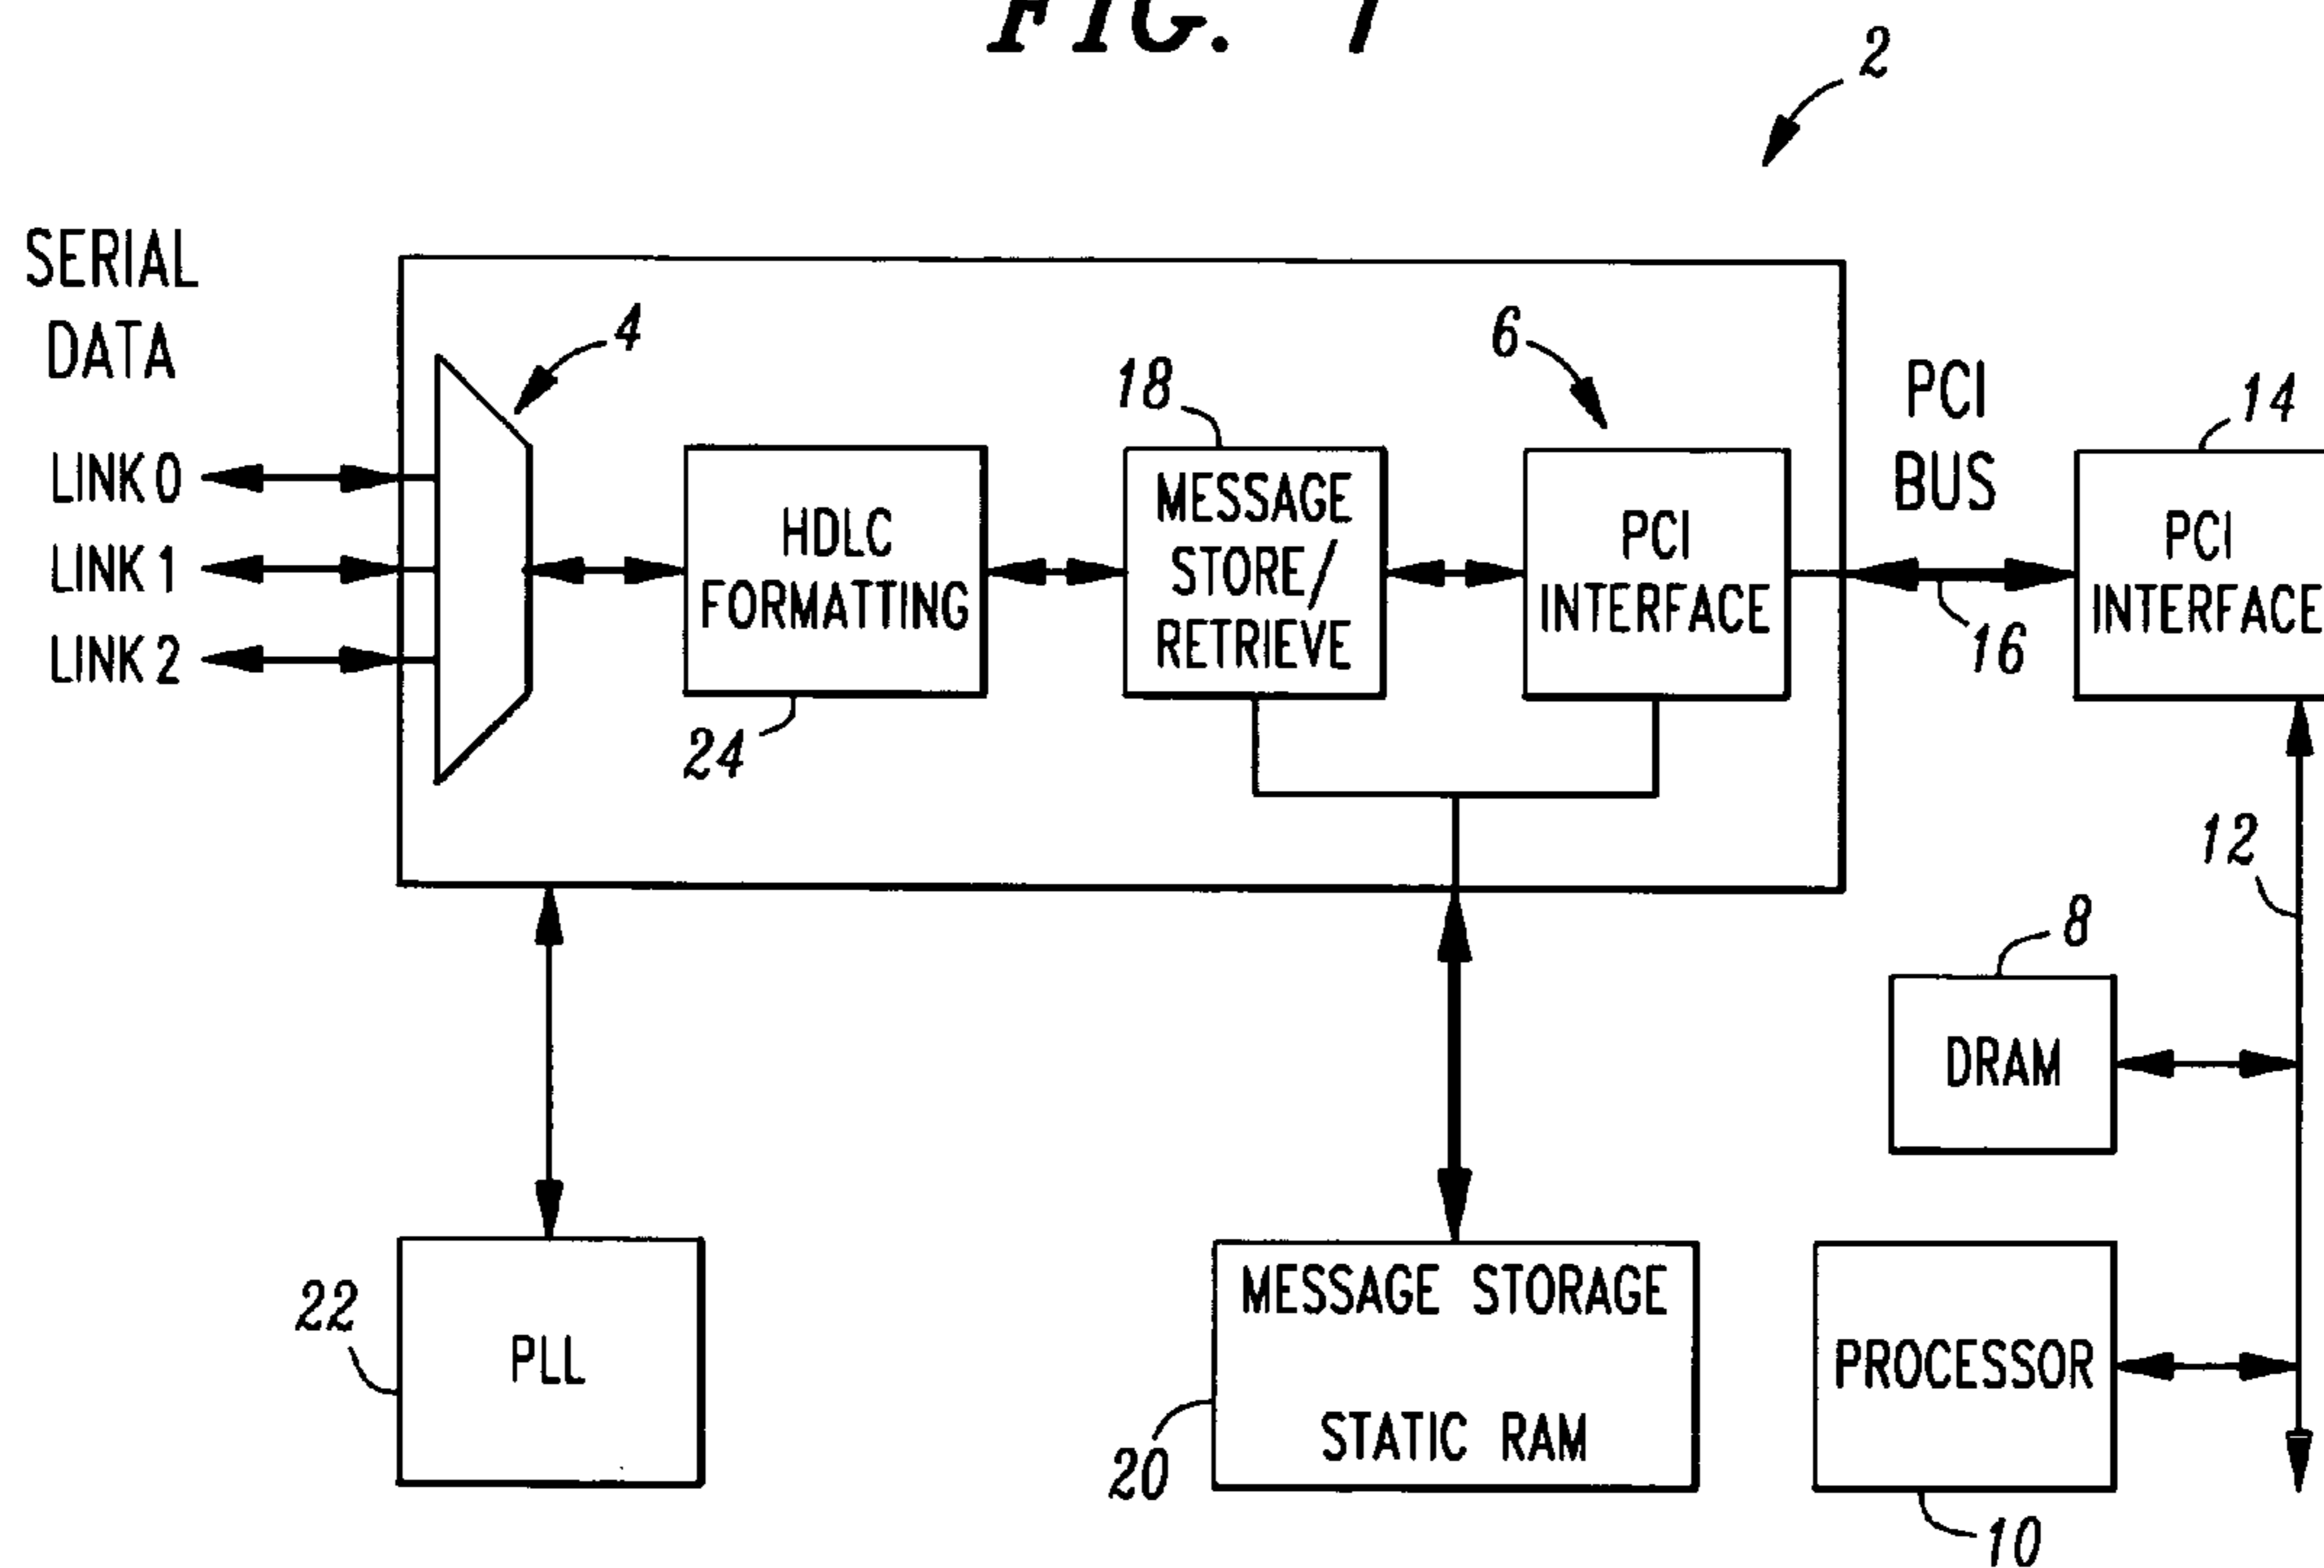 FIG. 1
2
SERIAL
DATA
4
6
18
PCI
BUS
14
LINK 0
LINK 1
LINK 2
HDLC
FORMATTING
24
MESSAGE
STORE/
RETRIEVE
PCI
INTERFACE
16
PCI
INTERFACE
12
8
DRAM
22
PLL
MESSAGE STORAGE
STATIC RAM
20
PROCESSOR
10